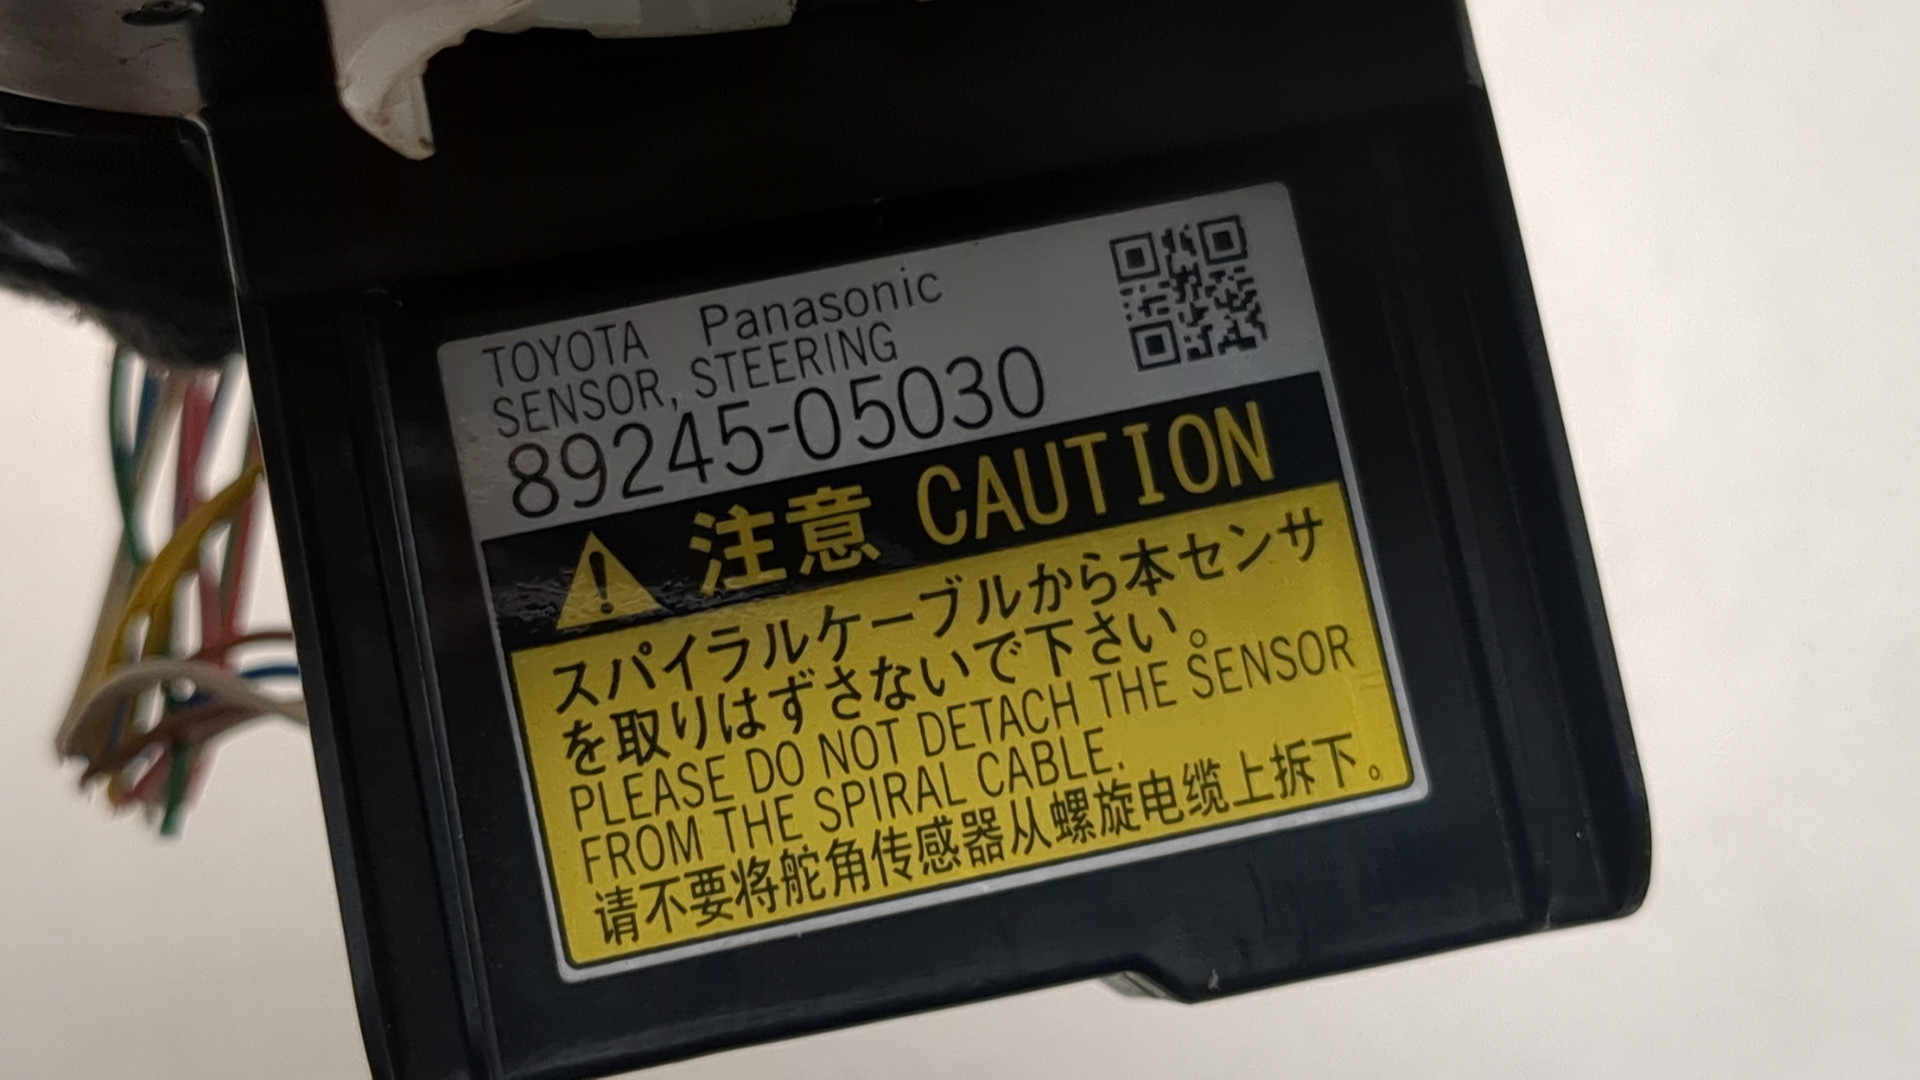 TOYOTA Panasonic
SENSOR, STEERING
89245-05030
注意 CAUTION
スパイラルケーブルから本センサ
を取りはずさないで下さい。
PLEASE DO NOT DETACH THE SENSOR
FROM THE SPIRAL CABLE.
请不要将舵角传感器从螺旋电缆上拆下。